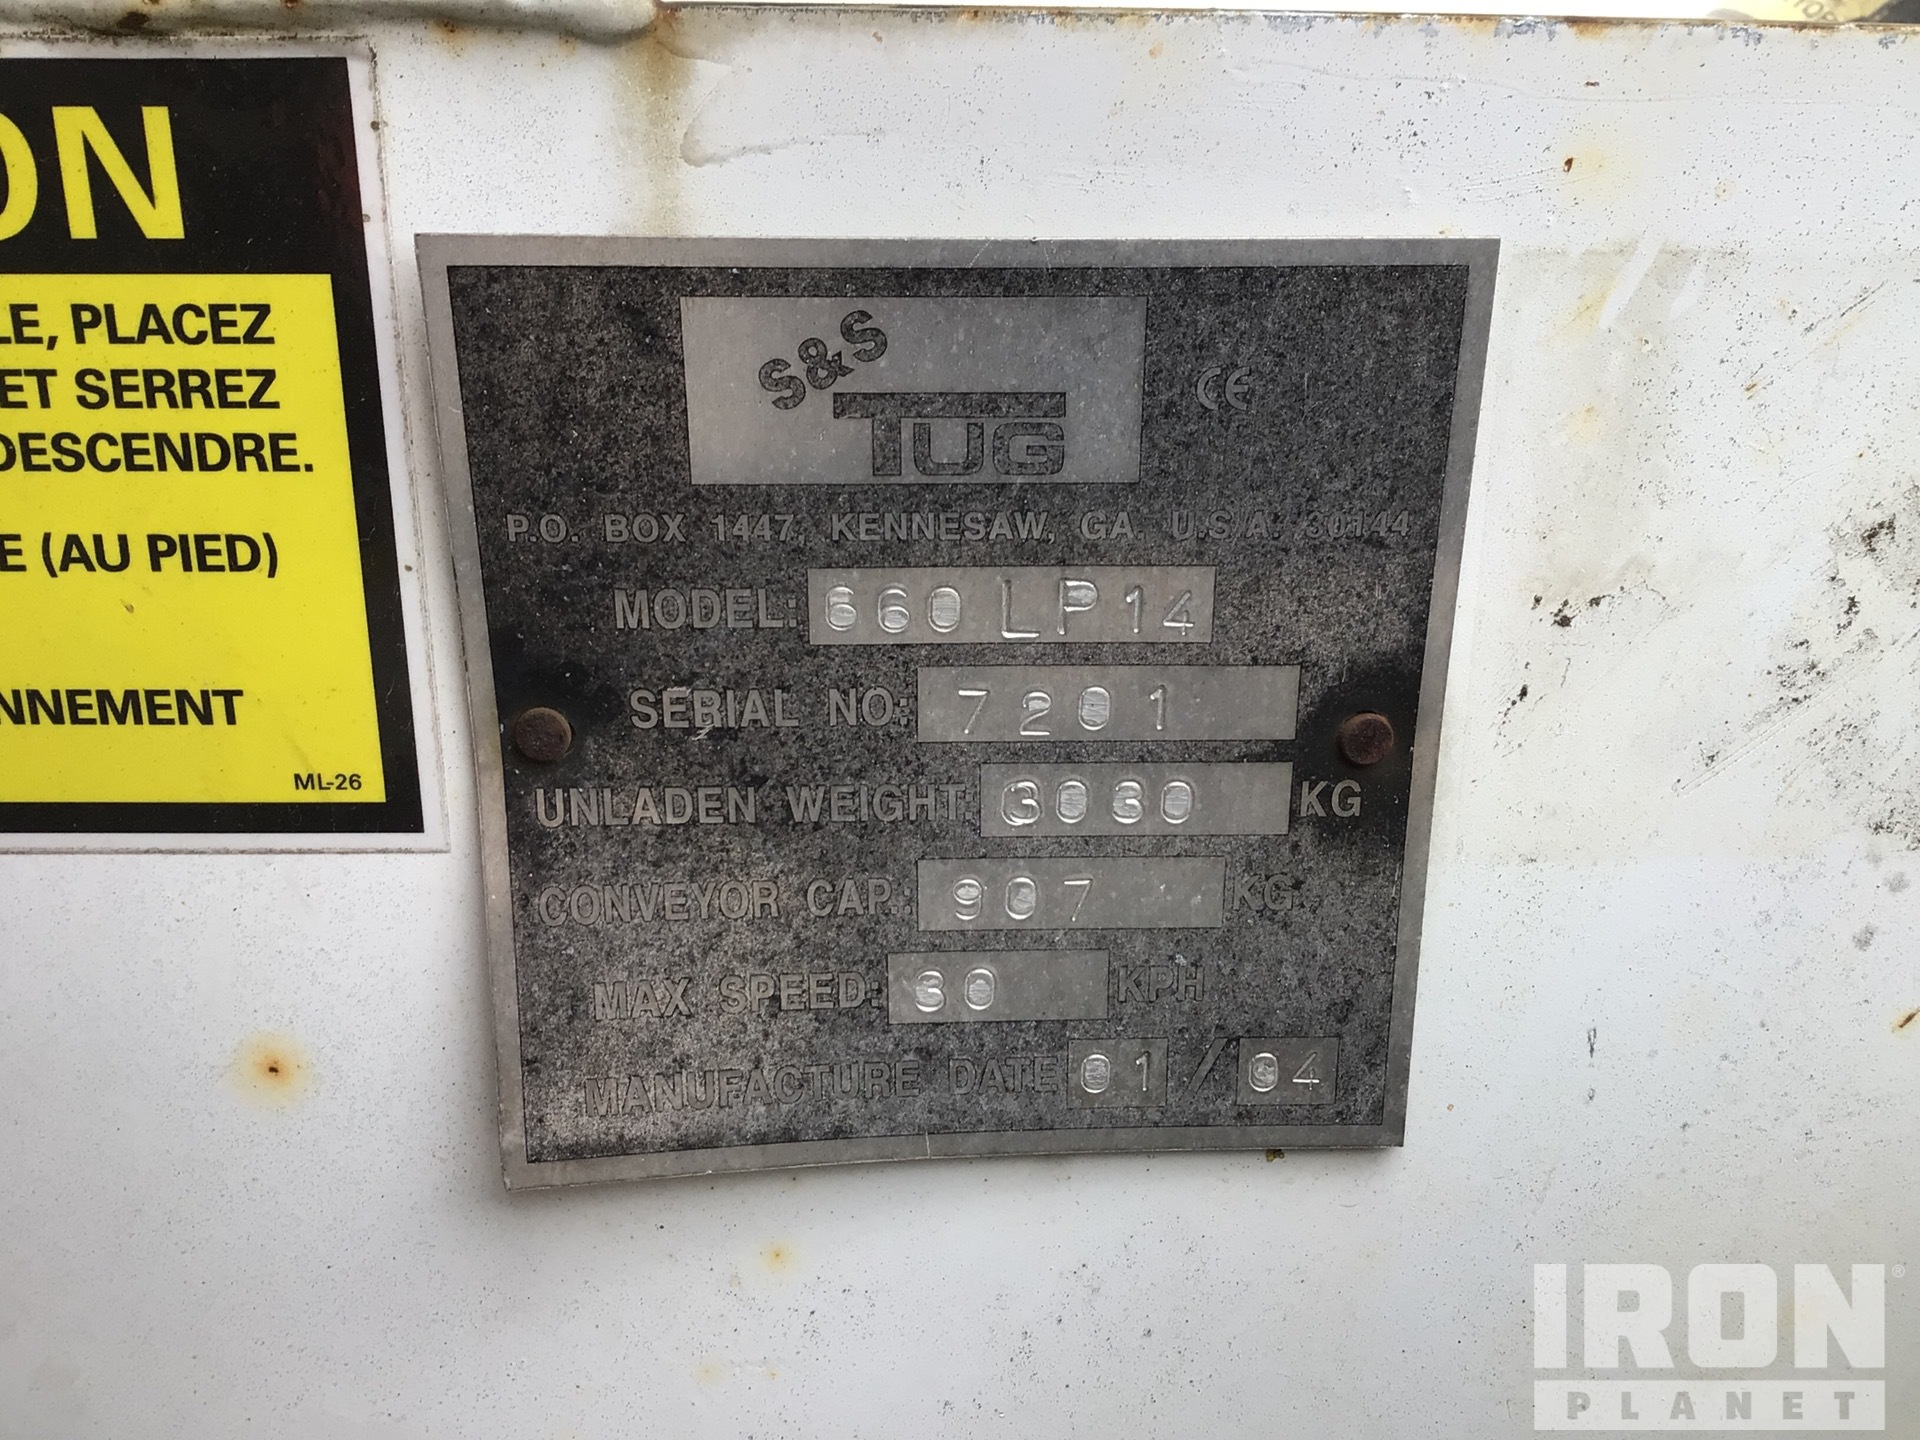 ON
LE, PLACEZ
ET SERREZ
DESCENDRE.
E (AU PIED)
NNEMENT
ML-26
S&S
TUG
CE
P.O. BOX 1447, KENNESAW, GA. U.S.A. 30144
MODEL: 660 LP14
SERIAL NO: 7201
UNLADEN WEIGHT 3030 KG
CONVEYOR CAP.: 907 KG
MAX SPEED: 30 KPH
MANUFACTURE DATE 01 / 04
IRON®
PLANET